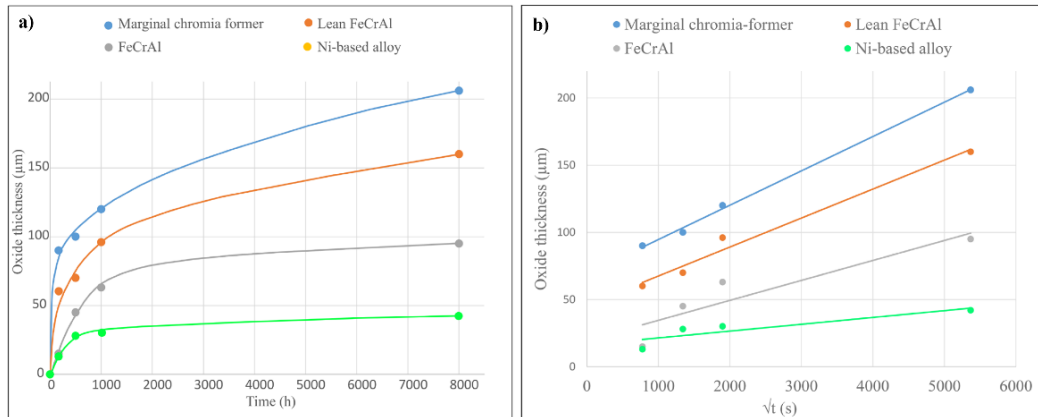 a)
Marginal chromia former
Lean FeCrAl
FeCrAl
Ni-based alloy
Oxide thickness (µm)
200
150
100
50
0
0 1000 2000 3000 4000 5000 6000 7000 8000
Time (h)
b)
Marginal chromia-former
Lean FeCrAl
FeCrAl
Ni-based alloy
Oxide thickness (µm)
200
150
100
50
0
0 1000 2000 3000 4000 5000 6000
√t (s)